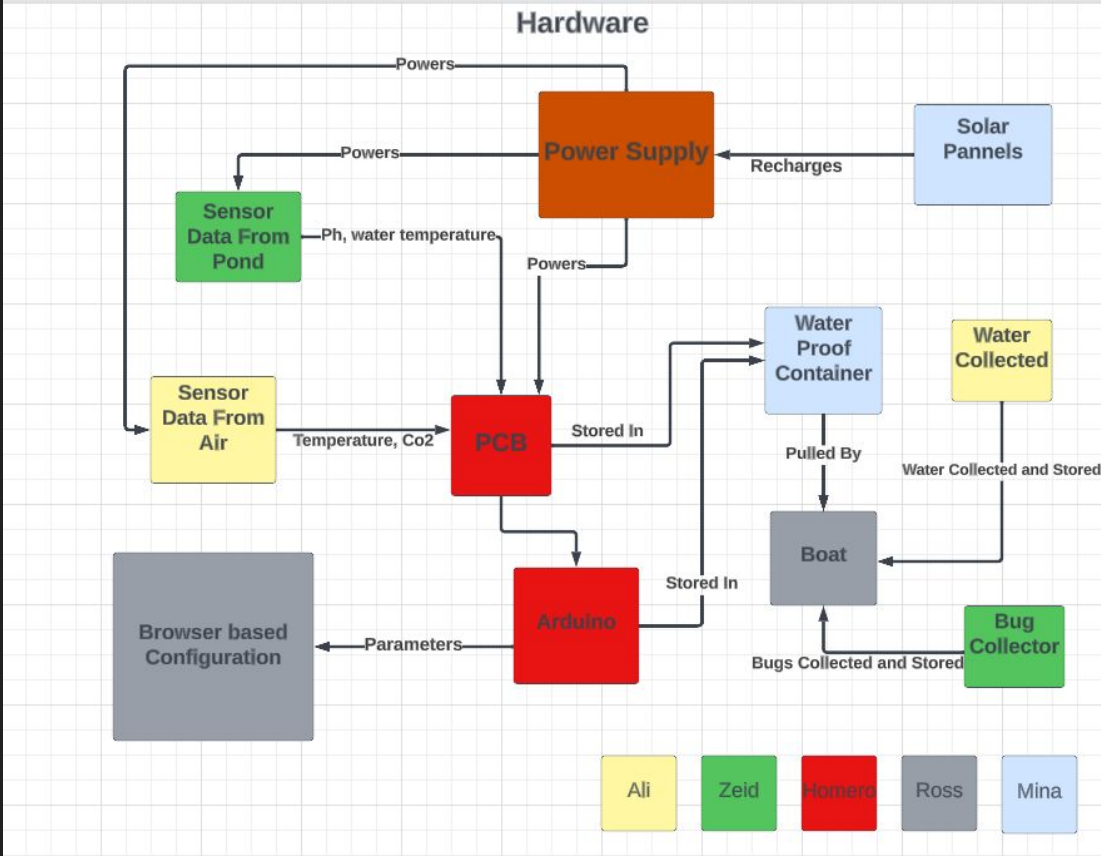 Hardware
Powers
Power Supply
Solar
Pannels
Powers
Recharges
Sensor
Data From
Pond
Ph, water temperature
Powers
Water
Proof
Container
Water
Collected
Sensor
Data From
Air
Temperature, Co2
PCB
Stored In
Pulled By
Water Collected and Stored
Boat
Stored In
Arduino
Browser based
Configuration
Parameters
Bug
Collector
Bugs Collected and Stored
Ali
Zeid
Homero
Ross
Mina